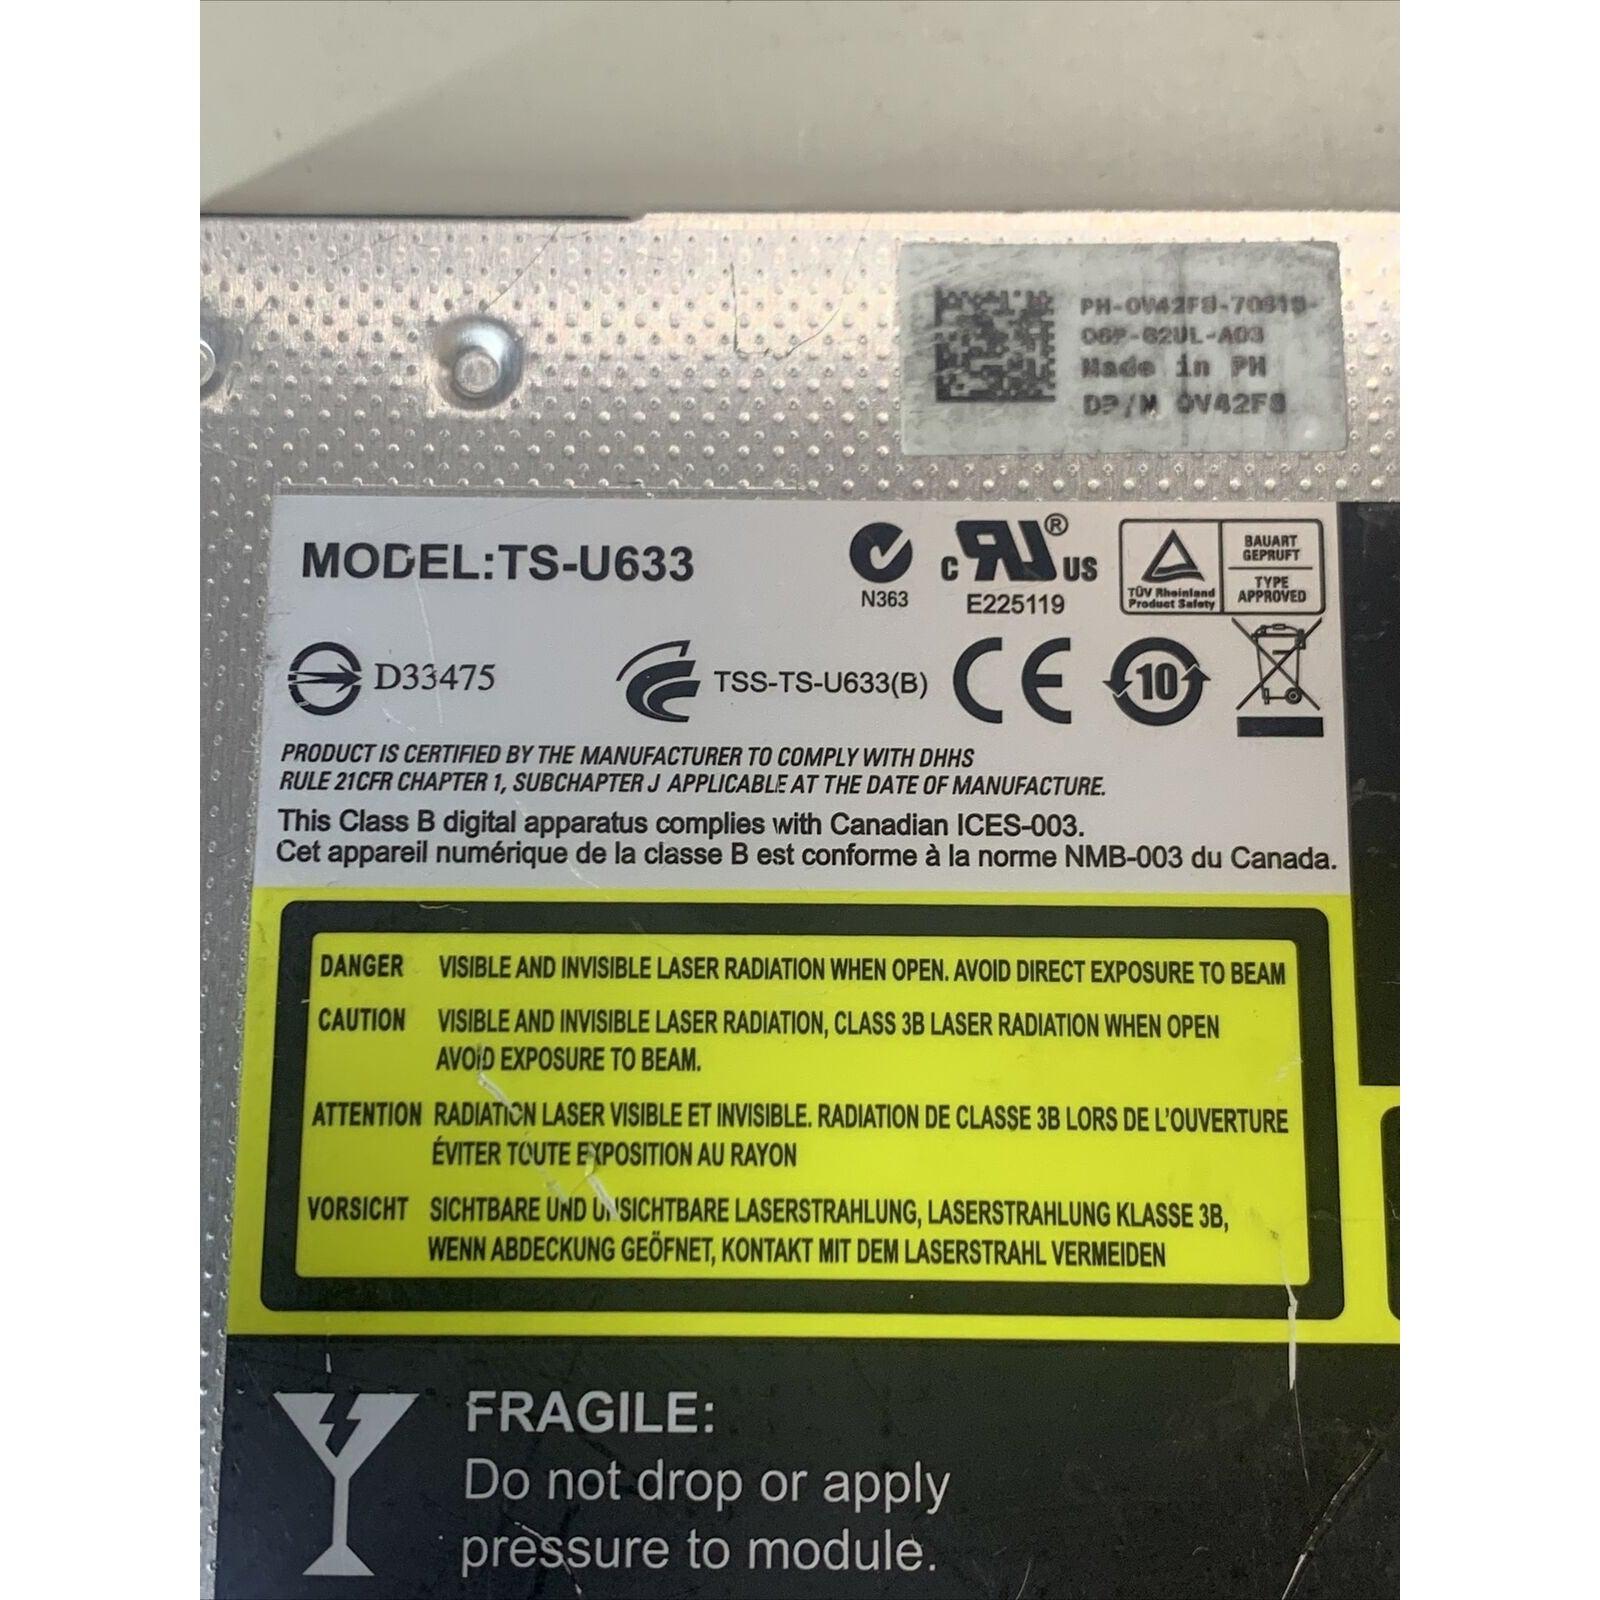 PH-0V42F8-70819-
Made in PH
DP/N 0V42F8
MODEL:TS-U633
N363
C UR ® US
E225119
TÜV Rheinland
Product Safety
BAUART
GEPRUFT
TYPE
APPROVED
D33475
TSS-TS-U633(B)
CE
10
PRODUCT IS CERTIFIED BY THE MANUFACTURER TO COMPLY WITH DHHS
RULE 21CFR CHAPTER 1, SUBCHAPTER J APPLICABLE AT THE DATE OF MANUFACTURE.
This Class B digital apparatus complies with Canadian ICES-003.
Cet appareil numérique de la classe B est conforme à la norme NMB-003 du Canada.
DANGER VISIBLE AND INVISIBLE LASER RADIATION WHEN OPEN. AVOID DIRECT EXPOSURE TO BEAM
CAUTION VISIBLE AND INVISIBLE LASER RADIATION, CLASS 3B LASER RADIATION WHEN OPEN
AVOID EXPOSURE TO BEAM.
ATTENTION RADIATION LASER VISIBLE ET INVISIBLE. RADIATION DE CLASSE 3B LORS DE L'OUVERTURE
ÉVITER TOUTE EXPOSITION AU RAYON
VORSICHT SICHTBARE UND UNSICHTBARE LASERSTRAHLUNG, LASERSTRAHLUNG KLASSE 3B,
WENN ABDECKUNG GEÖFNET, KONTAKT MIT DEM LASERSTRAHL VERMEIDEN
FRAGILE:
Do not drop or apply
pressure to module.